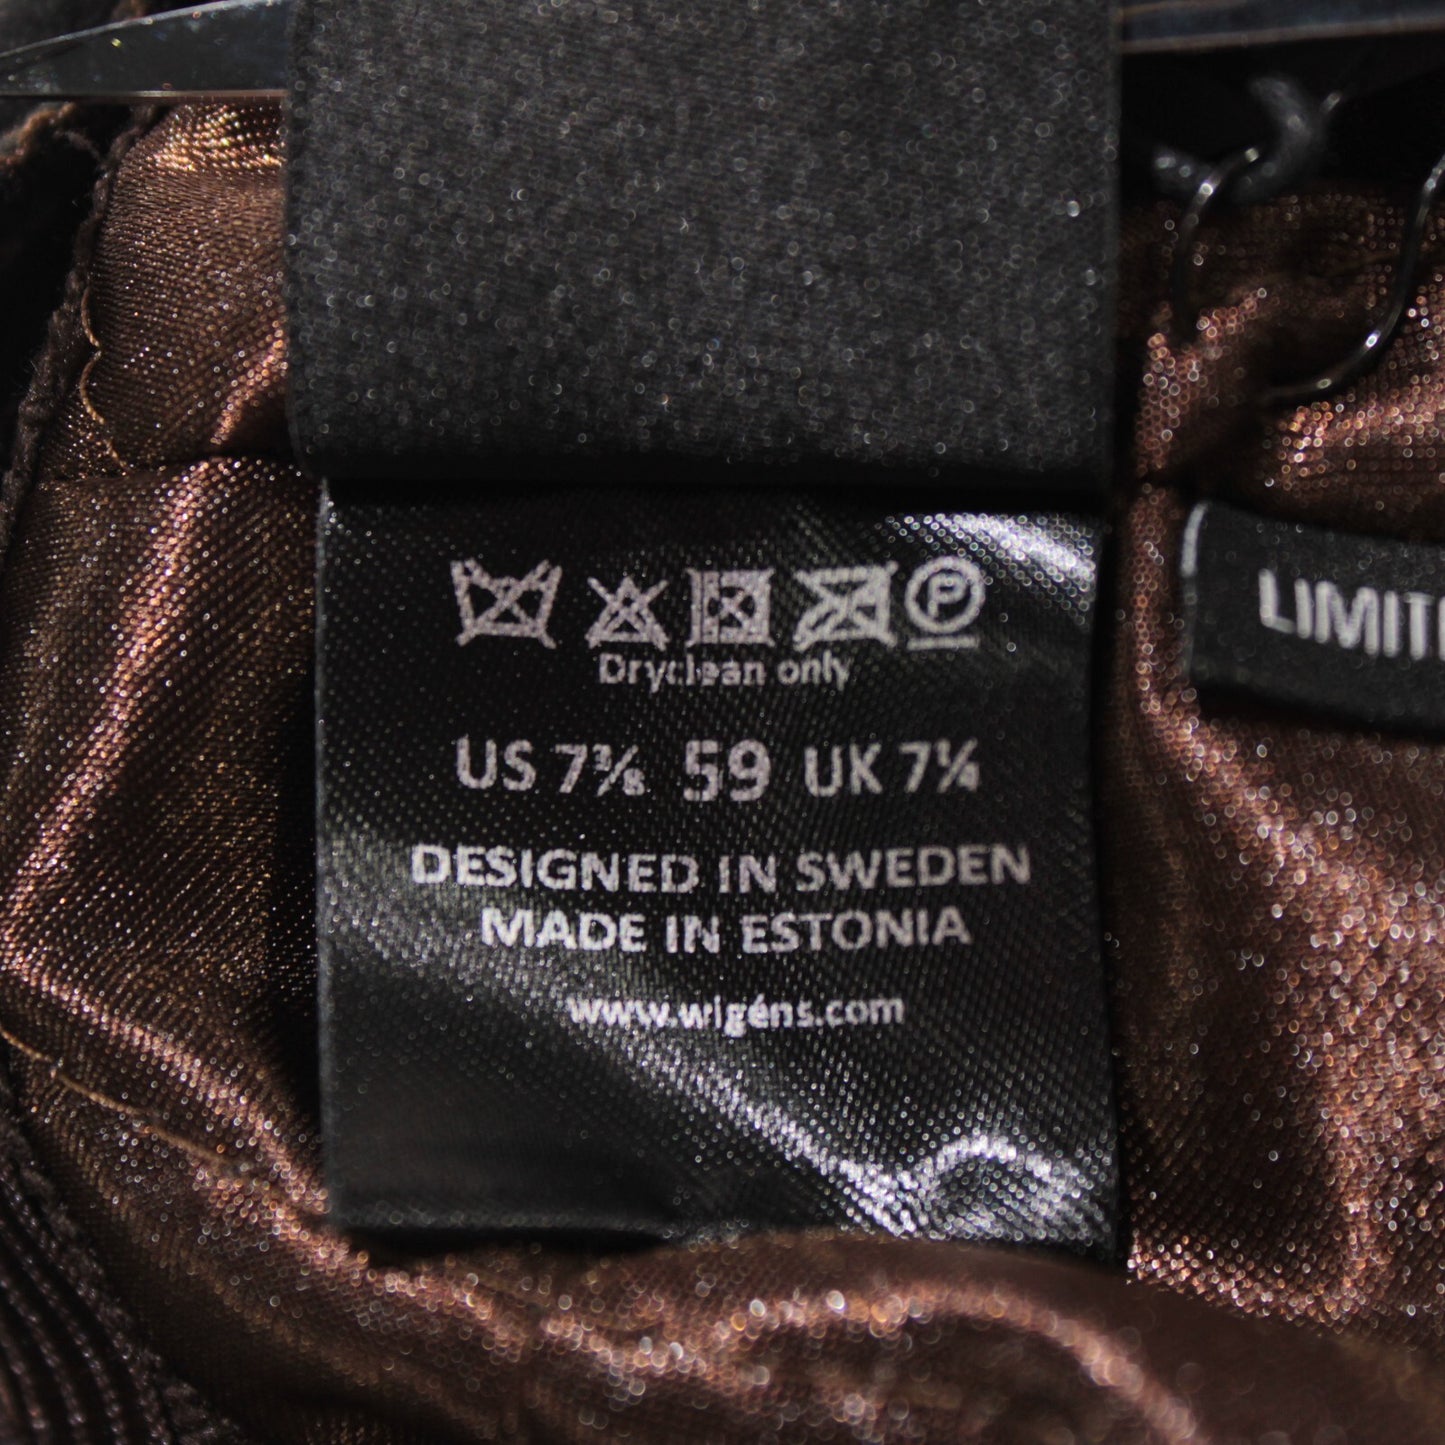 P
Dryclean only
US 7⅜ 59 UK 7¼
DESIGNED IN SWEDEN
MADE IN ESTONIA
www.wigéns.com
LIMIT